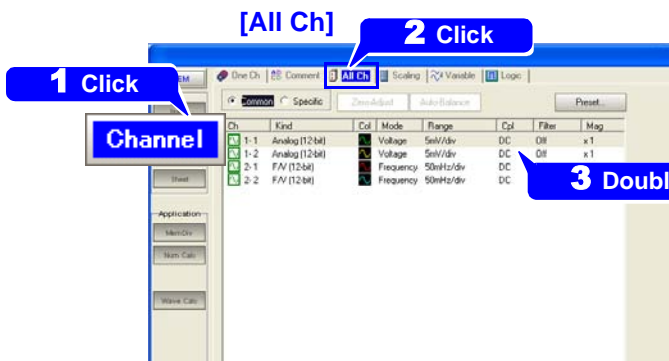 [All Ch]
2 Click
1 Click
EM
One Ch Comment All Ch Scaling Variable Logic
Common Specific Zero-Adjust Auto-Balance Preset...
Channel
Ch Kind Col Mode Range Cpl Filter Mag
1-1 Analog (12-bit) Voltage 5mV/div DC Off x1
1-2 Analog (12-bit) Voltage 5mV/div DC Off x1
2-1 F/V (12-bit) Frequency 50mHz/div DC
2-2 F/V (12-bit) Frequency 50mHz/div DC
3 Doubl
Sheet
Application
Mem Div
Num Calc
Wave Calc